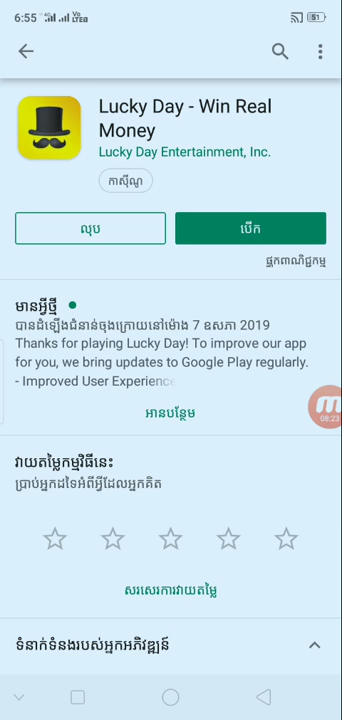 6:55 4G Vo LTE 51
Lucky Day - Win Real
Money
Lucky Day Entertainment, Inc.
កាស៊ីណូ
លុប
បើក
ផ្នកពាណិជ្ជកម្ម
មានអ្វីថ្មី
បានដំឡើងជំនាន់ចុងក្រោយនៅម៉ោង 7 ឧសភា 2019
Thanks for playing Lucky Day! To improve our app
for you, we bring updates to Google Play regularly.
- Improved User Experience
អានបន្ថែម
08:23
វាយតម្លៃកម្មវិធីនេះ
ប្រាប់អ្នកដទៃអំពីអ្វីដែលអ្នកគិត
សរសេរការវាយតម្លៃ
ទំនាក់ទំនងរបស់អ្នកអភិវឌ្ឍន៍